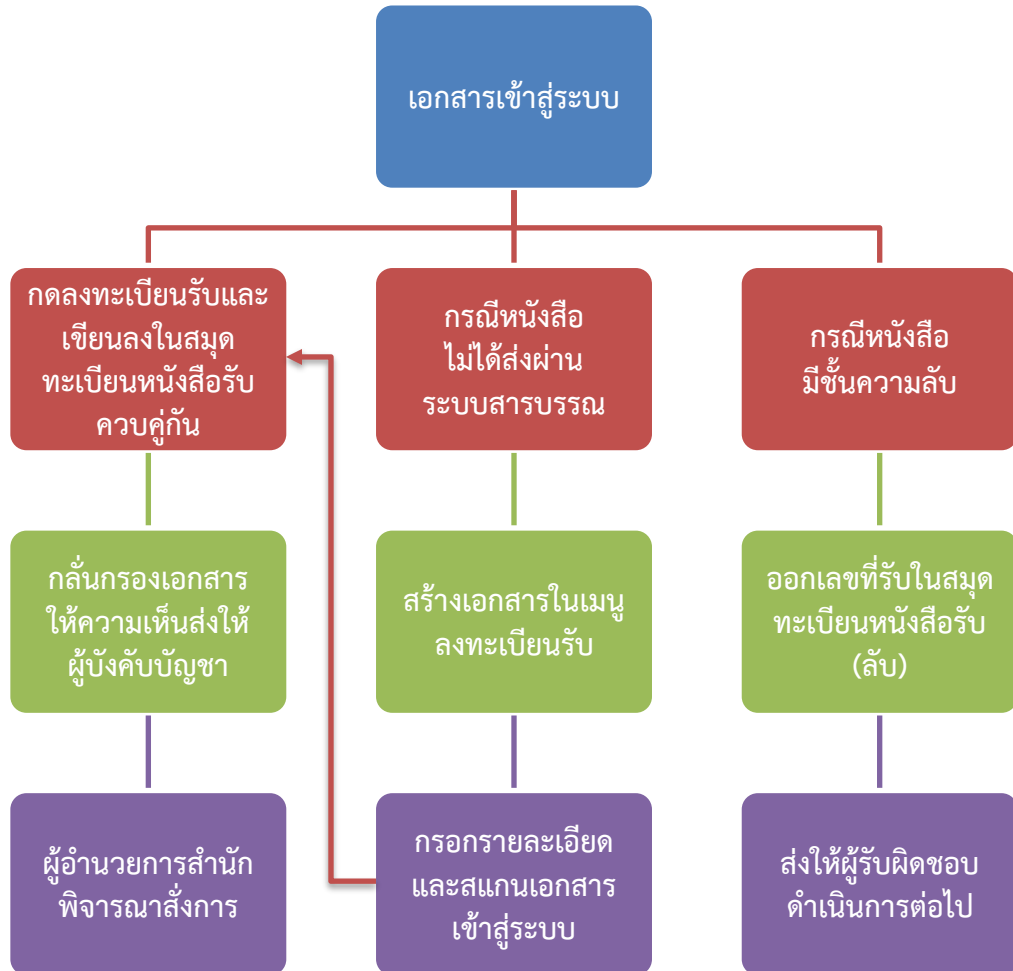 เอกสารเข้าสู่ระบบ
กดลงทะเบียนรับและ
เขียนลงในสมุด
ทะเบียนหนังสือรับ
ควบคู่กัน
กรณีหนังสือ
ไม่ได้ส่งผ่าน
ระบบสารบรรณ
กรณีหนังสือ
มีชั้นความลับ
กลั่นกรองเอกสาร
ให้ความเห็นส่งให้
ผู้บังคับบัญชา
สร้างเอกสารในเมนู
ลงทะเบียนรับ
ออกเลขที่รับในสมุด
ทะเบียนหนังสือรับ
(ลับ)
ผู้อำนวยการสำนัก
พิจารณาสั่งการ
กรอกรายละเอียด
และสแกนเอกสาร
เข้าสู่ระบบ
ส่งให้ผู้รับผิดชอบ
ดำเนินการต่อไป